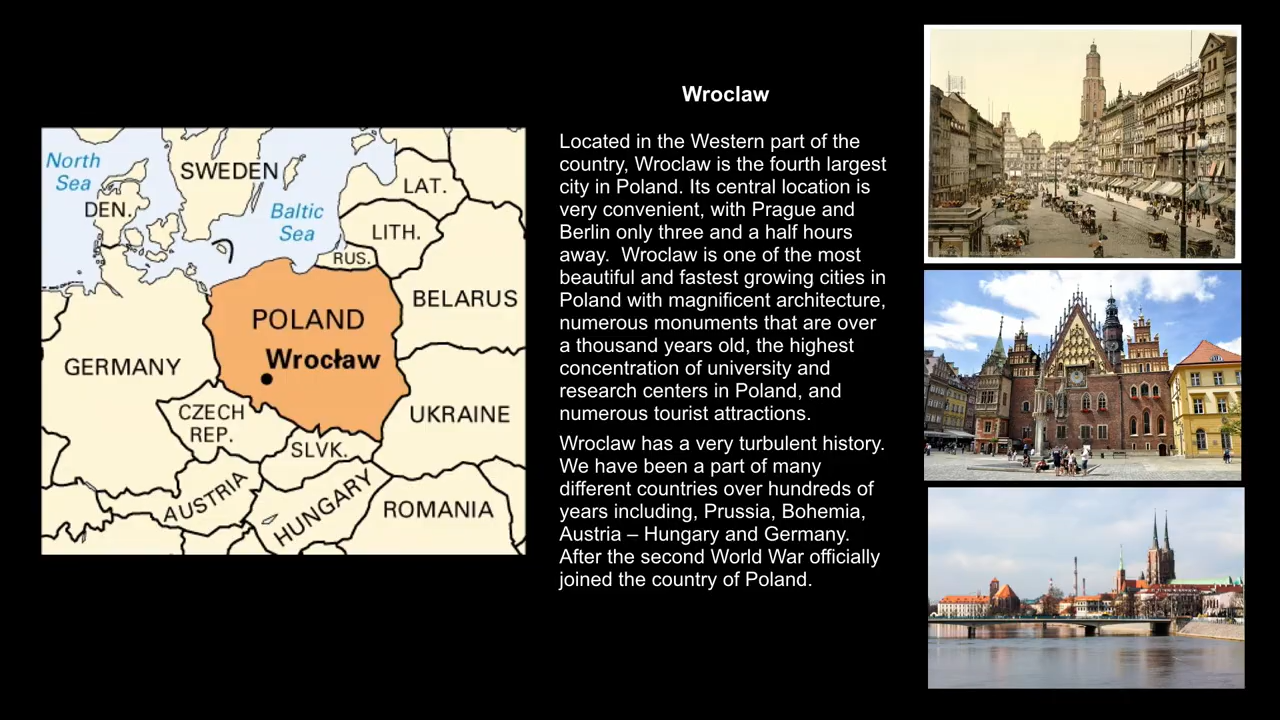 Wroclaw
Located in the Western part of the
country, Wroclaw is the fourth largest
city in Poland. Its central location is
very convenient, with Prague and
Berlin only three and a half hours
away.  Wroclaw is one of the most
beautiful and fastest growing cities in
Poland with magnificent architecture,
numerous monuments that are over
a thousand years old, the highest
concentration of university and
research centers in Poland, and
numerous tourist attractions.
Wroclaw has a very turbulent history.
We have been a part of many
different countries over hundreds of
years including, Prussia, Bohemia,
Austria – Hungary and Germany.
After the second World War officially
joined the country of Poland.
North
Sea
SWEDEN
DEN.
Baltic
Sea
LAT.
LITH.
RUS.
BELARUS
POLAND
Wrocław
GERMANY
CZECH
REP.
UKRAINE
SLVK.
AUSTRIA
HUNGARY
ROMANIA